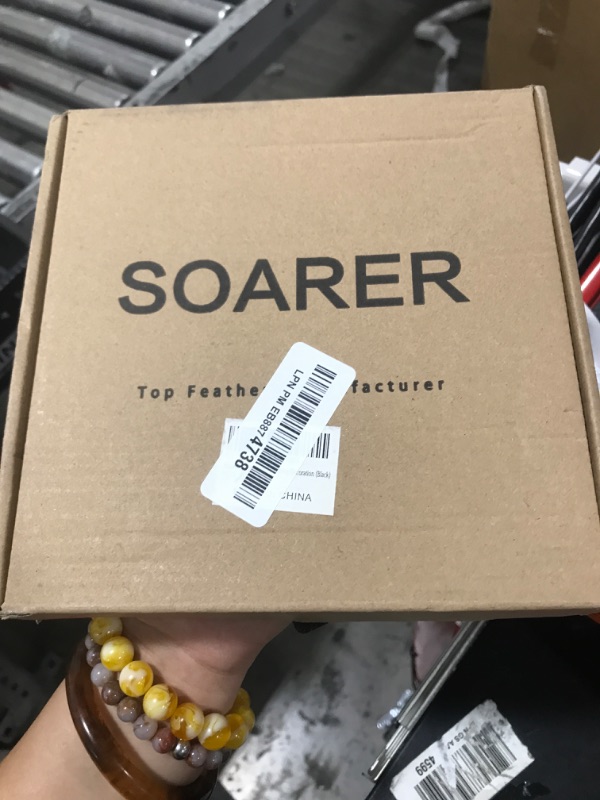 SOARER
Top Feathe facturer
LPN PM EB8874738
(Black)
CHINA
4599